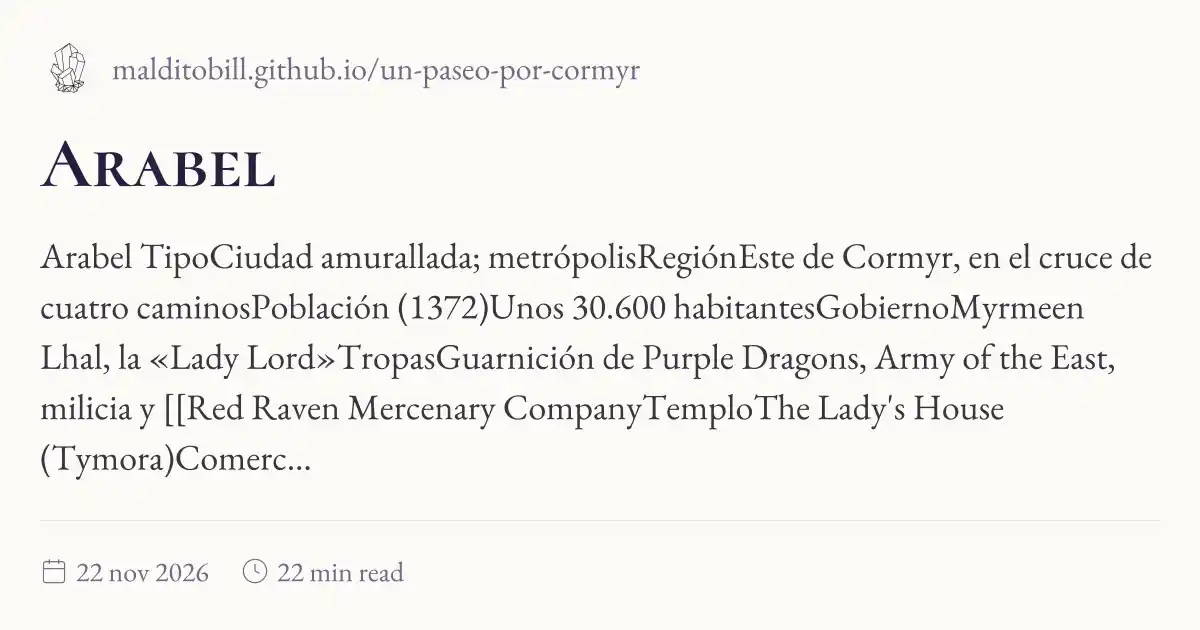 malditobill.github.io/un-paseo-por-cormyr
Arabel
Arabel TipoCiudad amurallada; metrópolisRegiónEste de Cormyr, en el cruce de
cuatro caminosPoblación (1372)Unos 30.600 habitantesGobiernoMyrmeen
Lhal, la «Lady Lord»TropasGuarnición de Purple Dragons, Army of the East,
milicia y [[Red Raven Mercenary CompanyTemploThe Lady's House
(Tymora)Comerc...
22 nov 2026 22 min read